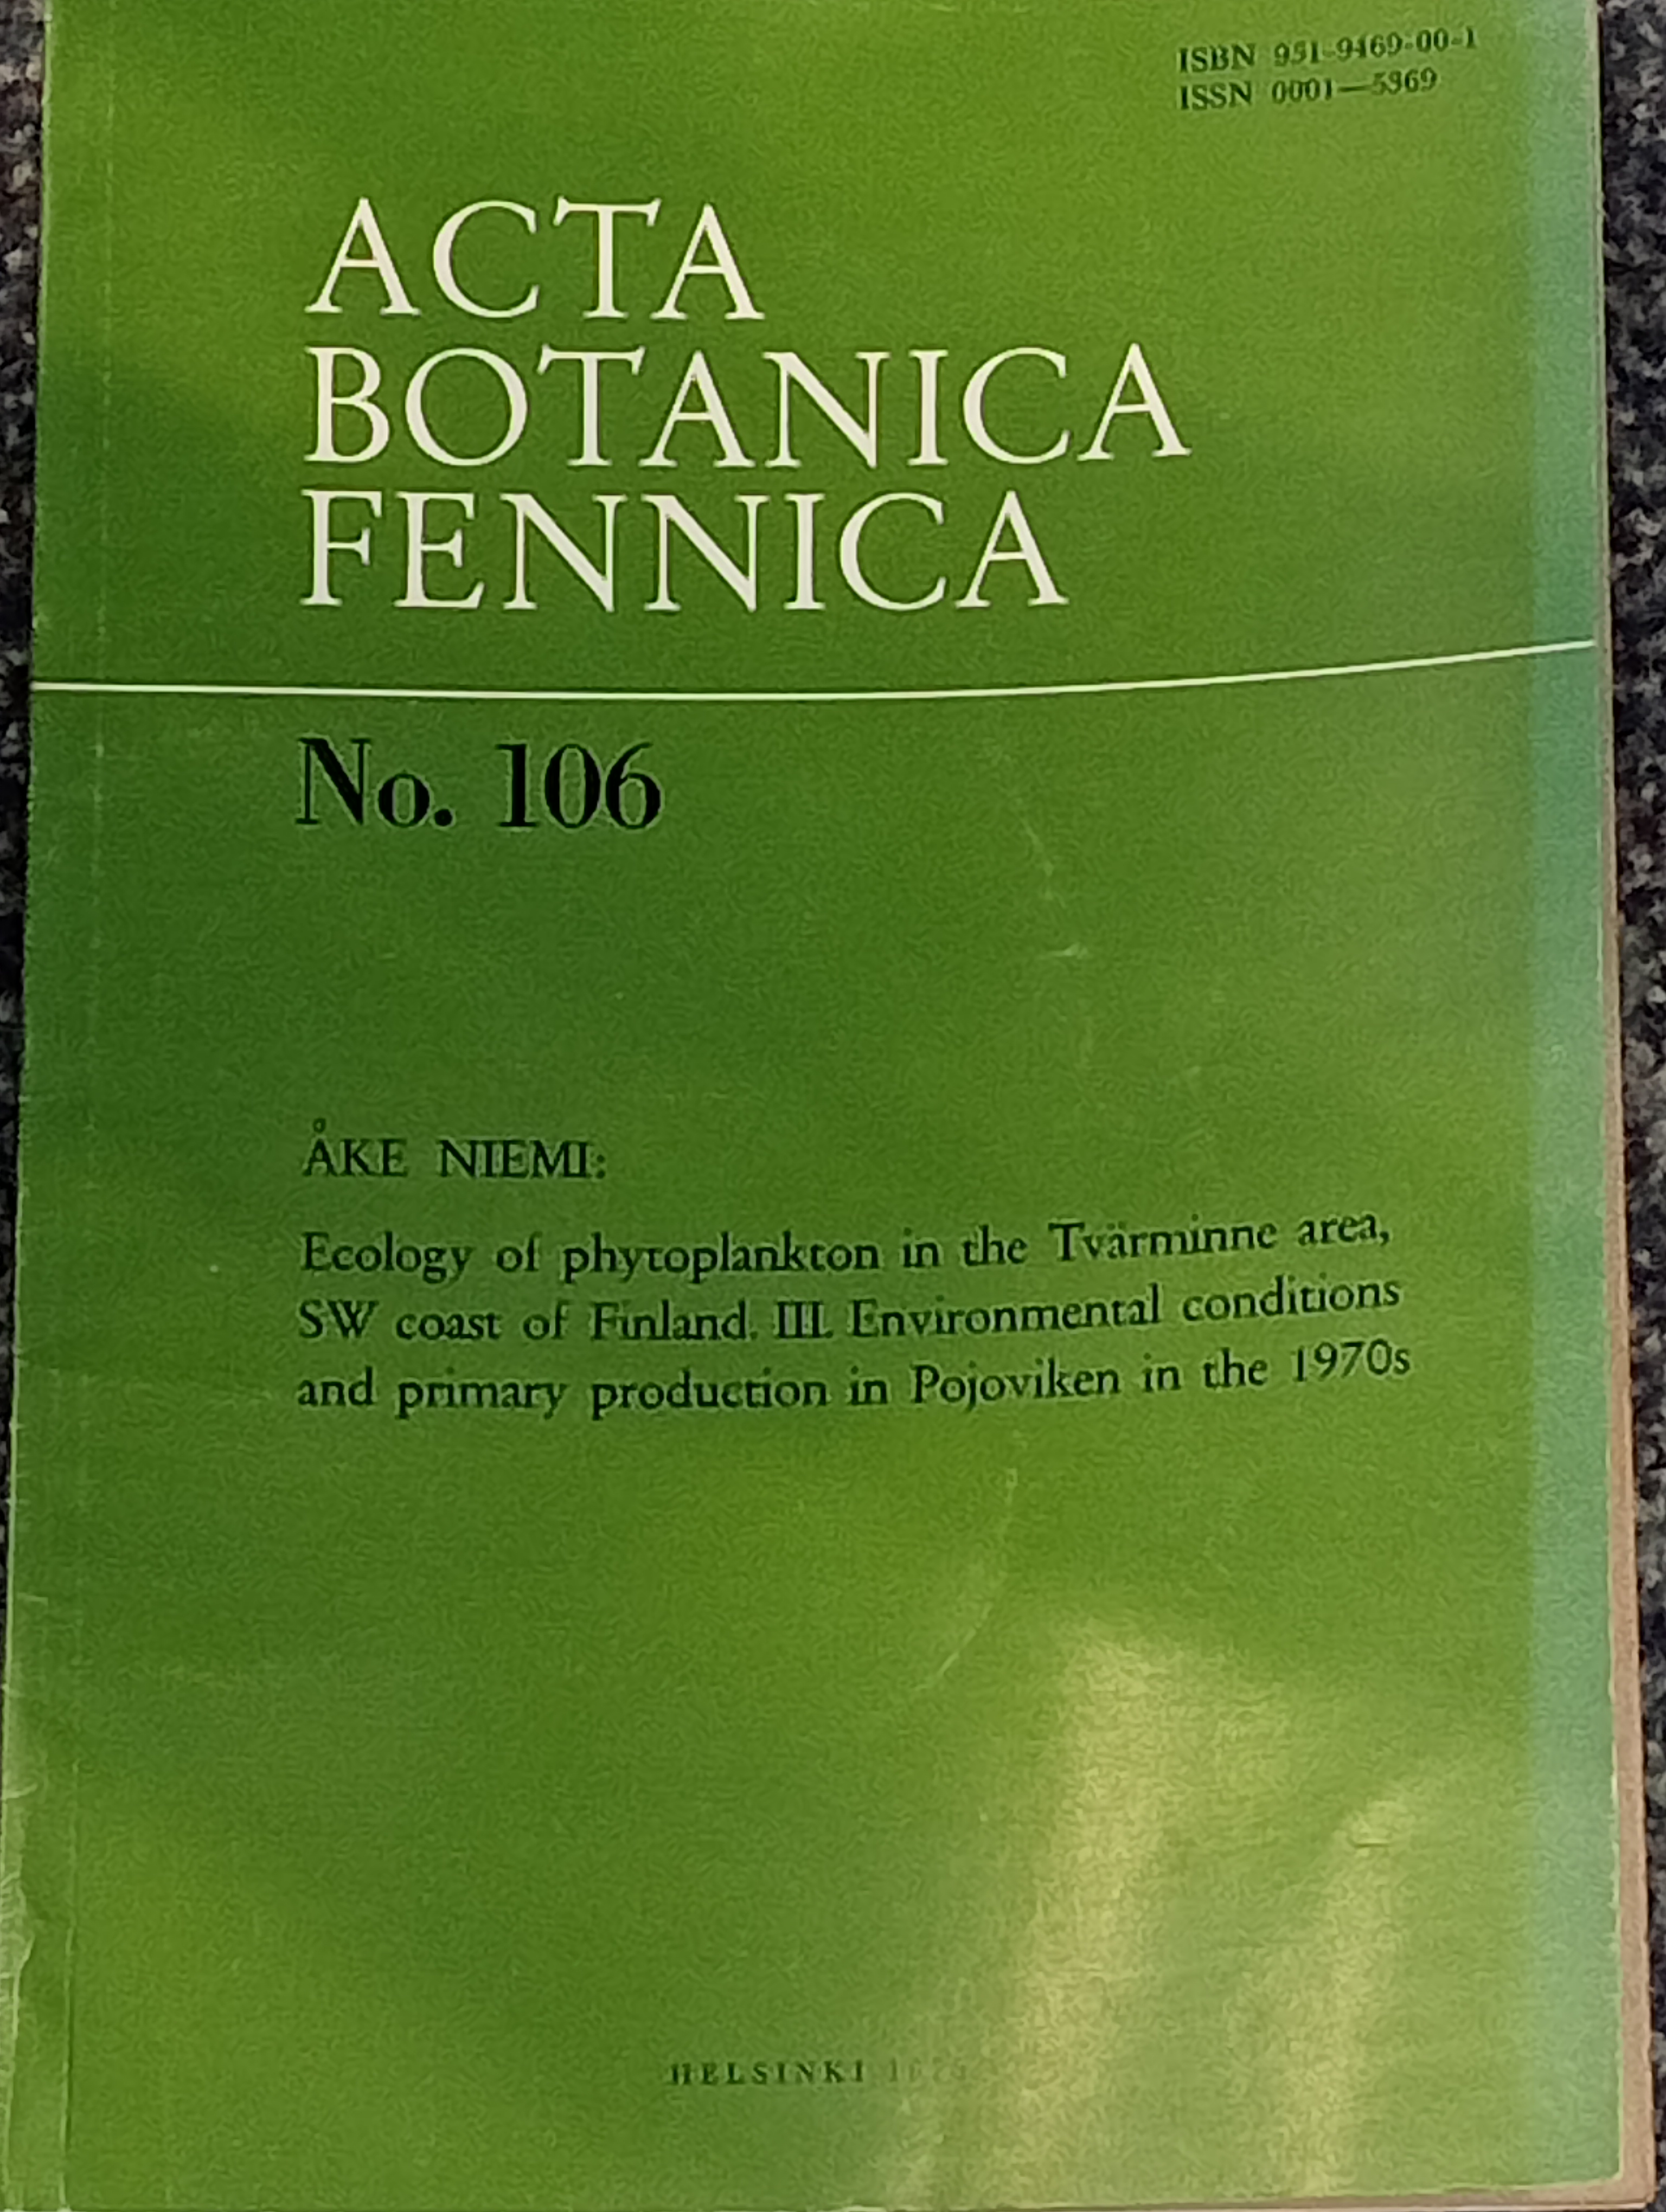 ISBN 951-9469-00-1
ISSN 0001—5369
ACTA
BOTANICA
FENNICA
No. 106
ÅKE NIEMI:
Ecology of phytoplankton in the Tvärminne area,
SW coast of Finland. III. Environmental conditions
and primary production in Pojoviken in the 1970s
HELSINKI